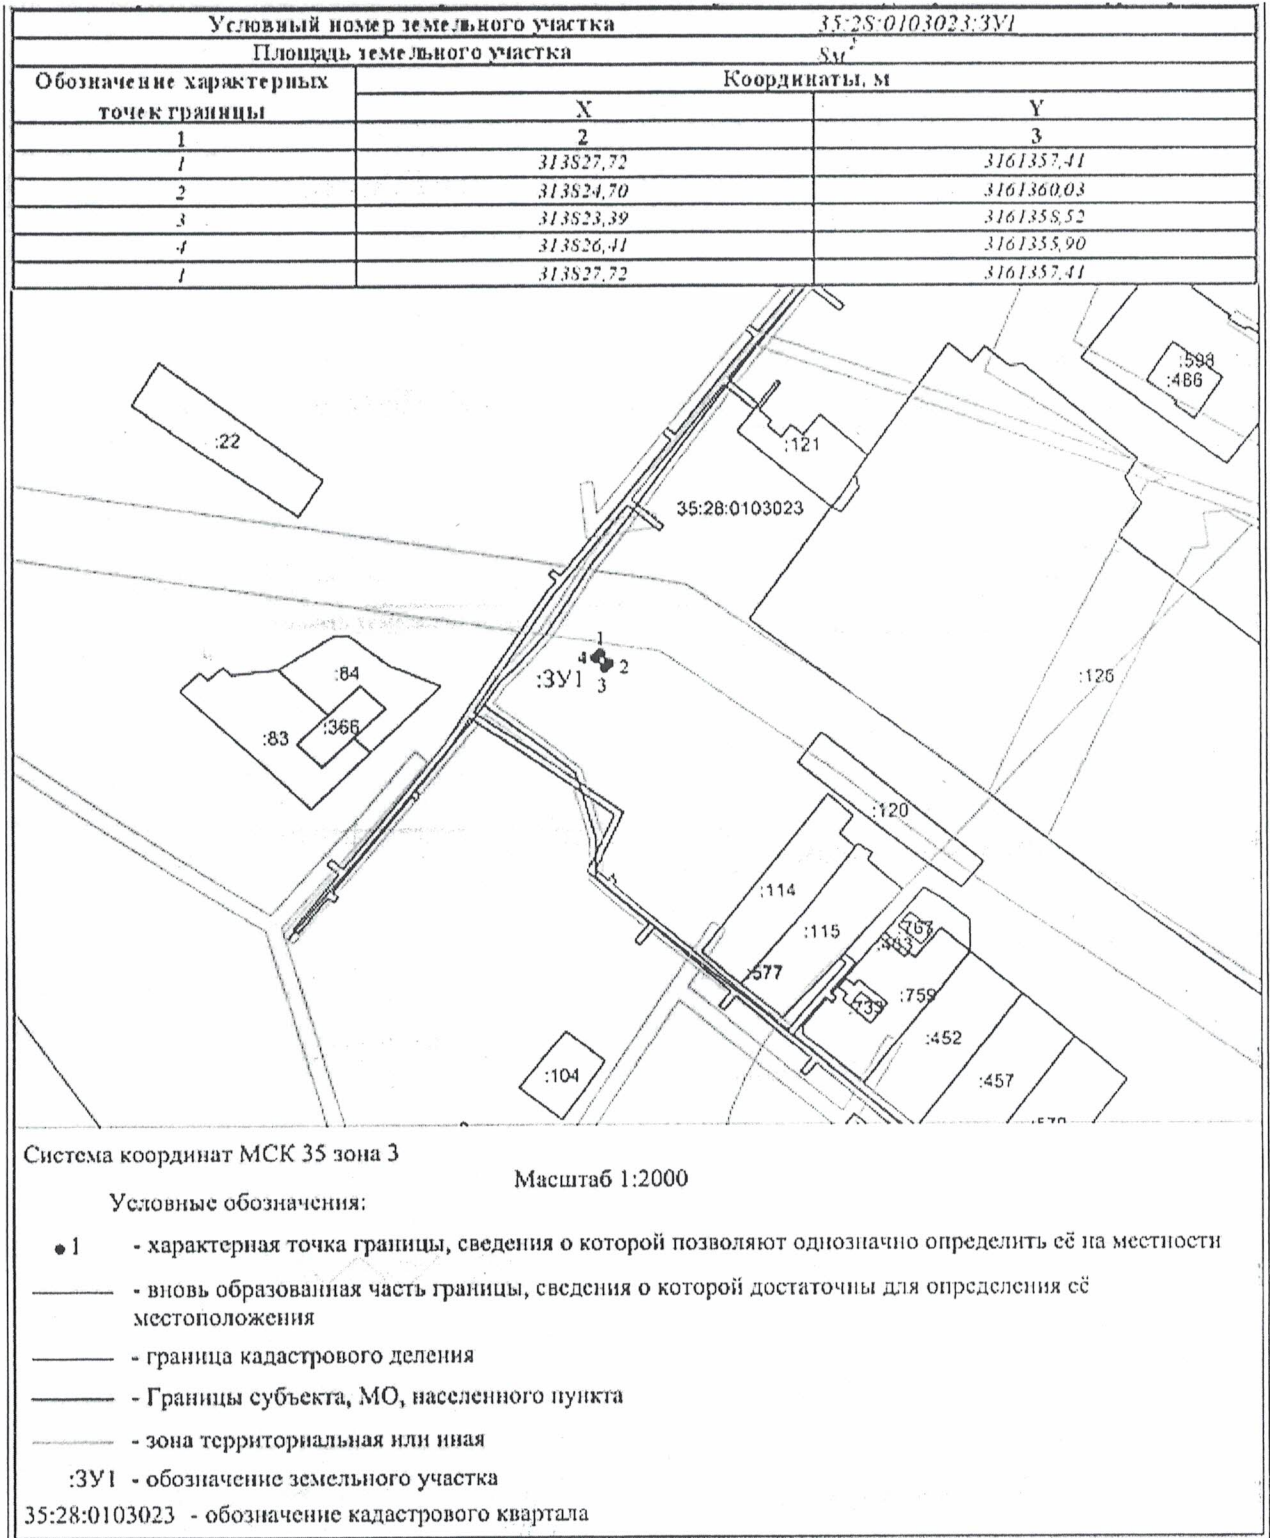 Условный номер земельного участка 35:28:0103023:ЗУ1
Площадь земельного участка 8м²
Обозначение характерных точек границы
Координаты, м
X Y
1 2 3
1 313827,72 3161357,41
2 313824,70 3161360,03
3 313823,39 3161358,52
4 313826,41 3161355,90
1 313827,72 3161357,41
:598
:486
:22
:121
35:28:0103023
1
4 2
3
:ЗУ1
:84
:126
:366
:83
:120
:114
:115
:577
:759
:452
:457
:104
Система координат МСК 35 зона 3
Масштаб 1:2000
Условные обозначения:
1 - характерная точка границы, сведения о которой позволяют однозначно определить её на местности
- вновь образованная часть границы, сведения о которой достаточны для определения её
местоположения
- граница кадастрового деления
- Границы субъекта, МО, населенного пункта
- зона территориальная или иная
:ЗУ1 - обозначение земельного участка
35:28:0103023 - обозначение кадастрового квартала